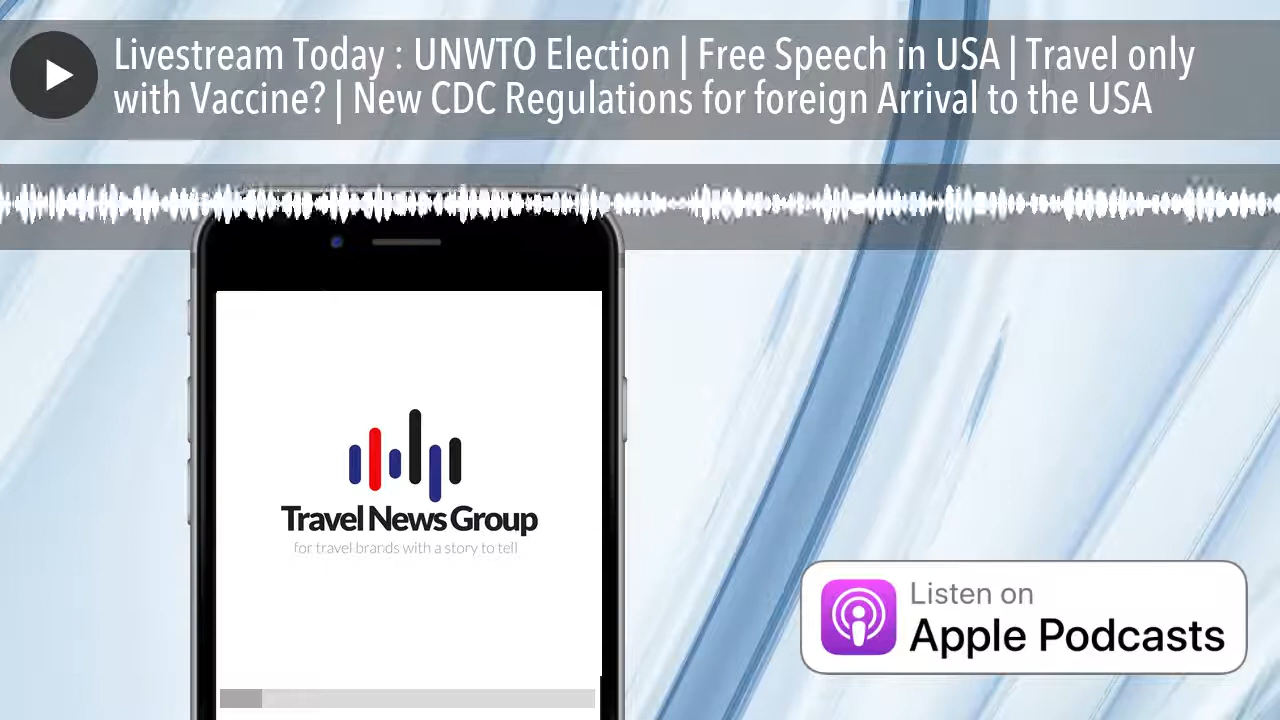 Livestream Today : UNWTO Election | Free Speech in USA | Travel only
with Vaccine? | New CDC Regulations for foreign Arrival to the USA
Travel News Group
for travel brands with a story to tell
Listen on
Apple Podcasts